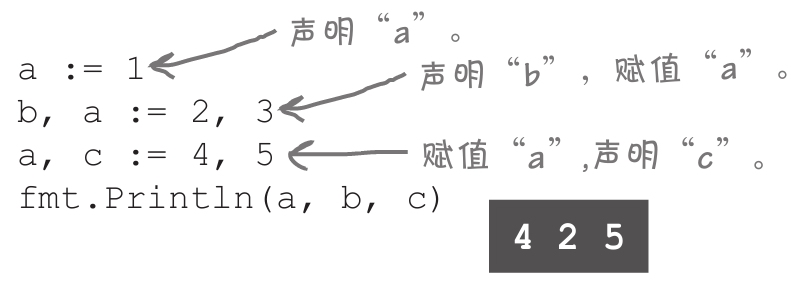 声明“a”。
a := 1
声明“b”，赋值“a”。
b, a := 2, 3
a, c := 4, 5
赋值“a”,声明“c”。
fmt.Println(a, b, c)
4 2 5